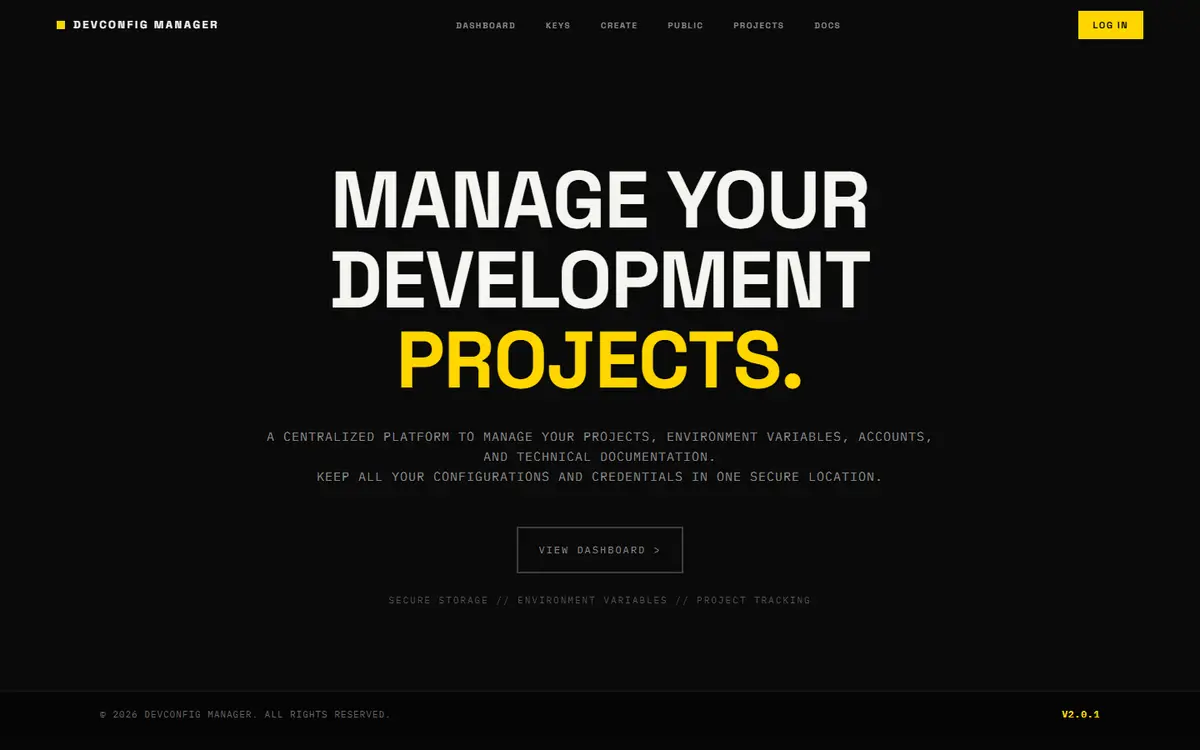 DEVCONFIG MANAGER
DASHBOARD
KEYS
CREATE
PUBLIC
PROJECTS
DOCS
LOG IN
MANAGE YOUR
DEVELOPMENT
PROJECTS.
A CENTRALIZED PLATFORM TO MANAGE YOUR PROJECTS, ENVIRONMENT VARIABLES, ACCOUNTS,
AND TECHNICAL DOCUMENTATION.
KEEP ALL YOUR CONFIGURATIONS AND CREDENTIALS IN ONE SECURE LOCATION.
VIEW DASHBOARD >
SECURE STORAGE // ENVIRONMENT VARIABLES // PROJECT TRACKING
© 2026 DEVCONFIG MANAGER. ALL RIGHTS RESERVED.
V2.0.1